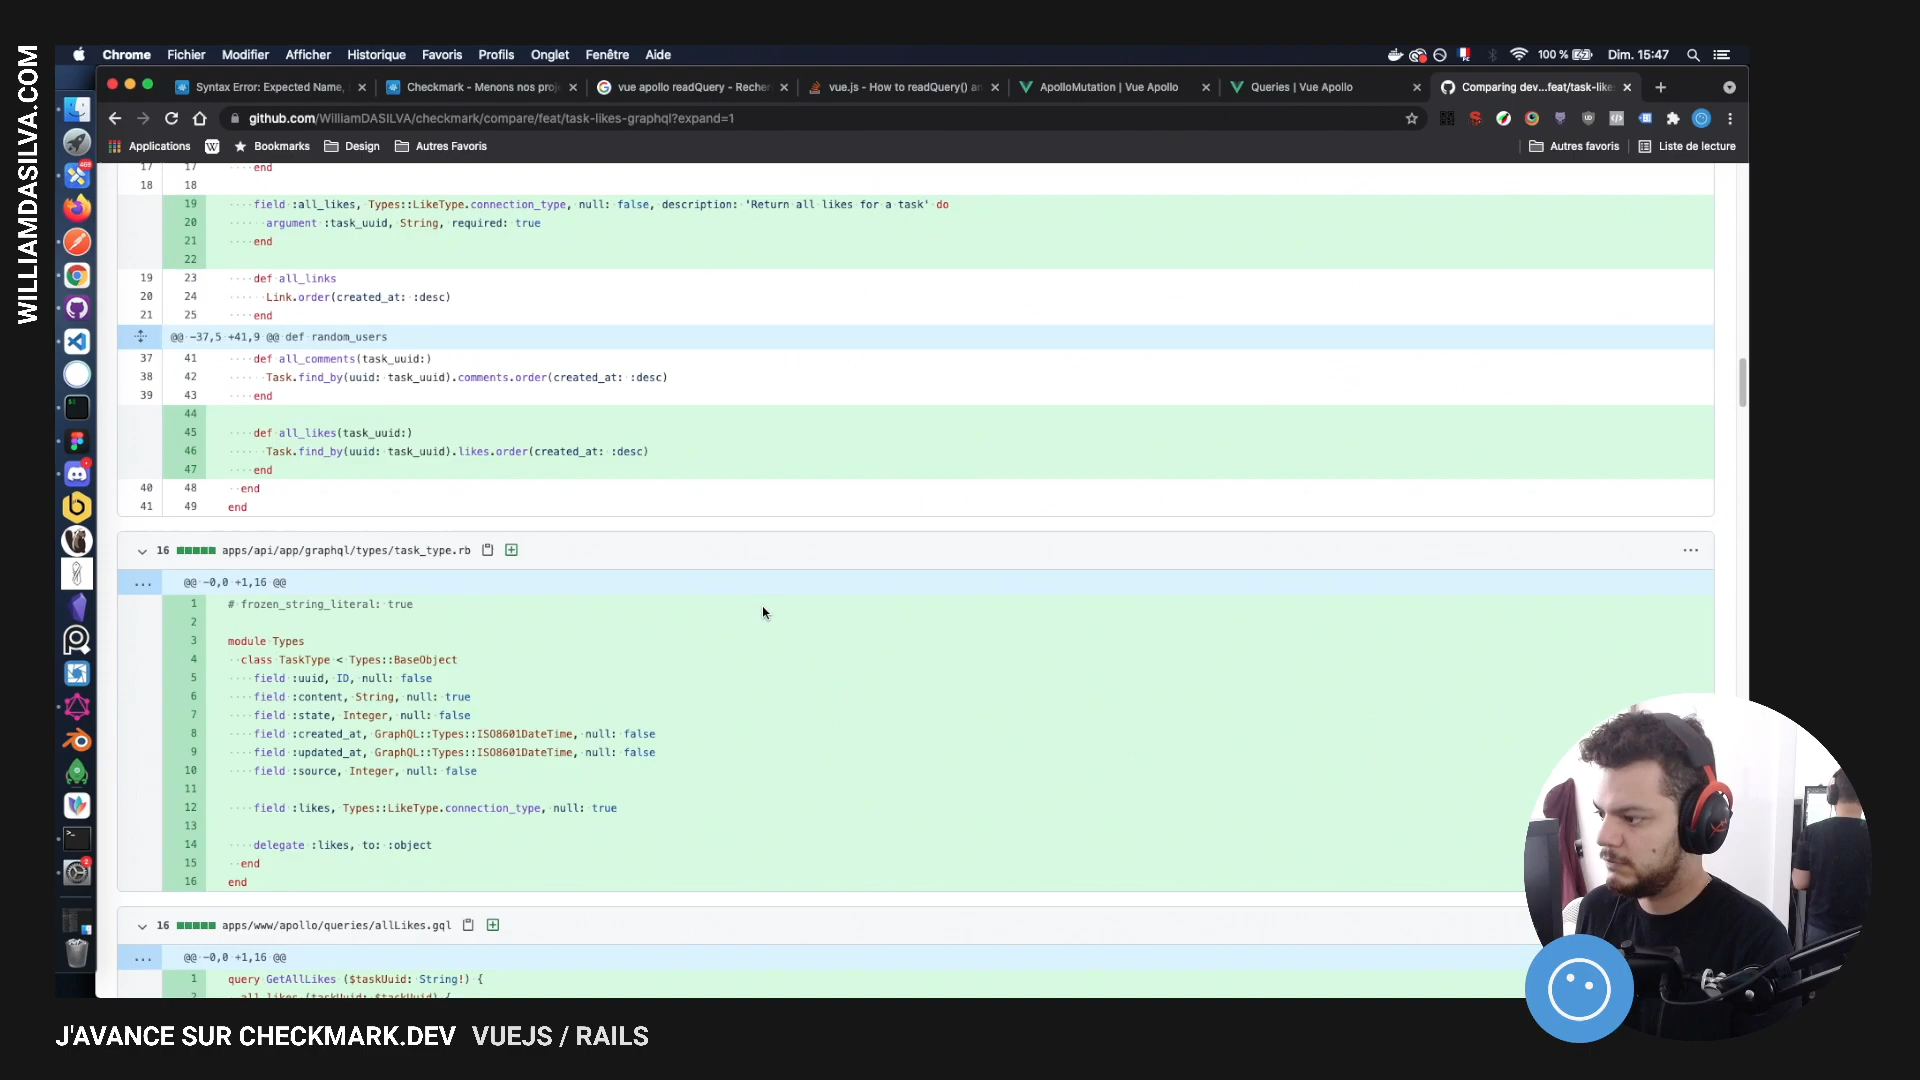 WILLIAMDASILVA.COM
Chrome Fichier Modifier Afficher Historique Favoris Profils Onglet Fenêtre Aide
100 % Dim. 15:47
Syntax Error: Expected Name,
Checkmark - Menons nos proje
vue apollo readQuery - Recher
vue.js - How to readQuery() an
ApolloMutation | Vue Apollo
Queries | Vue Apollo
Comparing dev...feat/task-like
github.com/WilliamDASILVA/checkmark/compare/feat/task-likes-graphql?expand=1
Applications Bookmarks Design Autres Favoris Autres favoris Liste de lecture
17 17 end
18 18
19 field :all_likes, Types::LikeType.connection_type, null: false, description: 'Return all likes for a task' do
20 argument :task_uuid, String, required: true
21 end
22
19 23 def all_links
20 24 Link.order(created_at: :desc)
21 25 end
@@ -37,5 +41,9 @@ def random_users
37 41 def all_comments(task_uuid:)
38 42 Task.find_by(uuid: task_uuid).comments.order(created_at: :desc)
39 43 end
44
45 def all_likes(task_uuid:)
46 Task.find_by(uuid: task_uuid).likes.order(created_at: :desc)
47 end
40 48 end
41 49 end
16 apps/api/app/graphql/types/task_type.rb
@@ -0,0 +1,16 @@
1 # frozen_string_literal: true
2
3 module Types
4 class TaskType < Types::BaseObject
5 field :uuid, ID, null: false
6 field :content, String, null: true
7 field :state, Integer, null: false
8 field :created_at, GraphQL::Types::ISO8601DateTime, null: false
9 field :updated_at, GraphQL::Types::ISO8601DateTime, null: false
10 field :source, Integer, null: false
11
12 field :likes, Types::LikeType.connection_type, null: true
13
14 delegate :likes, to: :object
15 end
16 end
16 apps/www/apollo/queries/allLikes.gql
@@ -0,0 +1,16 @@
1 query GetAllLikes ($taskUuid: String!) {
2 all_likes (taskUuid: $taskUuid) {
J'AVANCE SUR CHECKMARK.DEV VUEJS / RAILS